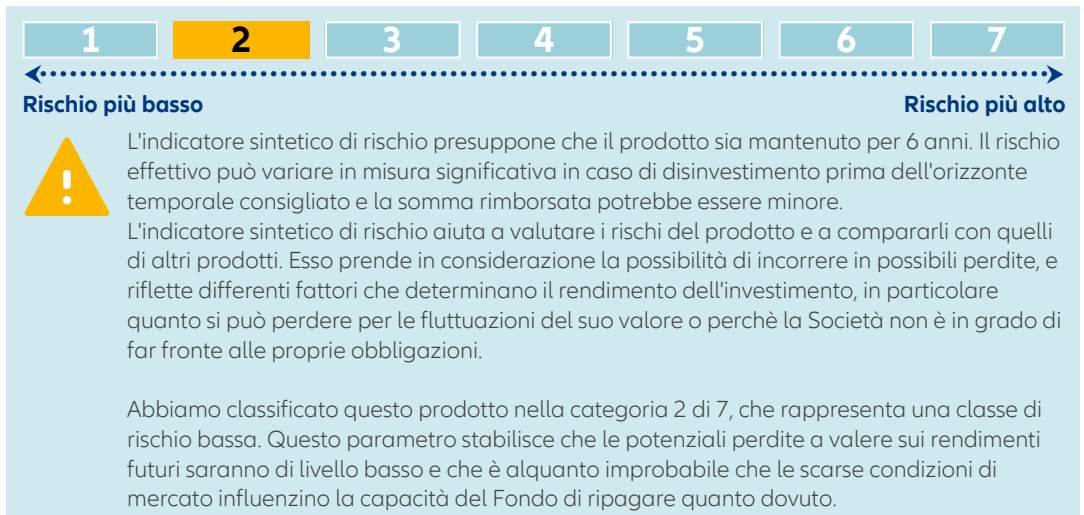 1 2 3 4 5 6 7
Rischio più basso Rischio più alto
L'indicatore sintetico di rischio presuppone che il prodotto sia mantenuto per 6 anni. Il rischio
effettivo può variare in misura significativa in caso di disinvestimento prima dell'orizzonte
temporale consigliato e la somma rimborsata potrebbe essere minore.
L'indicatore sintetico di rischio aiuta a valutare i rischi del prodotto e a compararli con quelli
di altri prodotti. Esso prende in considerazione la possibilità di incorrere in possibili perdite, e
riflette differenti fattori che determinano il rendimento dell'investimento, in particolare
quanto si può perdere per le fluttuazioni del suo valore o perchè la Società non è in grado di
far fronte alle proprie obbligazioni.
Abbiamo classificato questo prodotto nella categoria 2 di 7, che rappresenta una classe di
rischio bassa. Questo parametro stabilisce che le potenziali perdite a valere sui rendimenti
futuri saranno di livello basso e che è alquanto improbabile che le scarse condizioni di
mercato influenzino la capacità del Fondo di ripagare quanto dovuto.